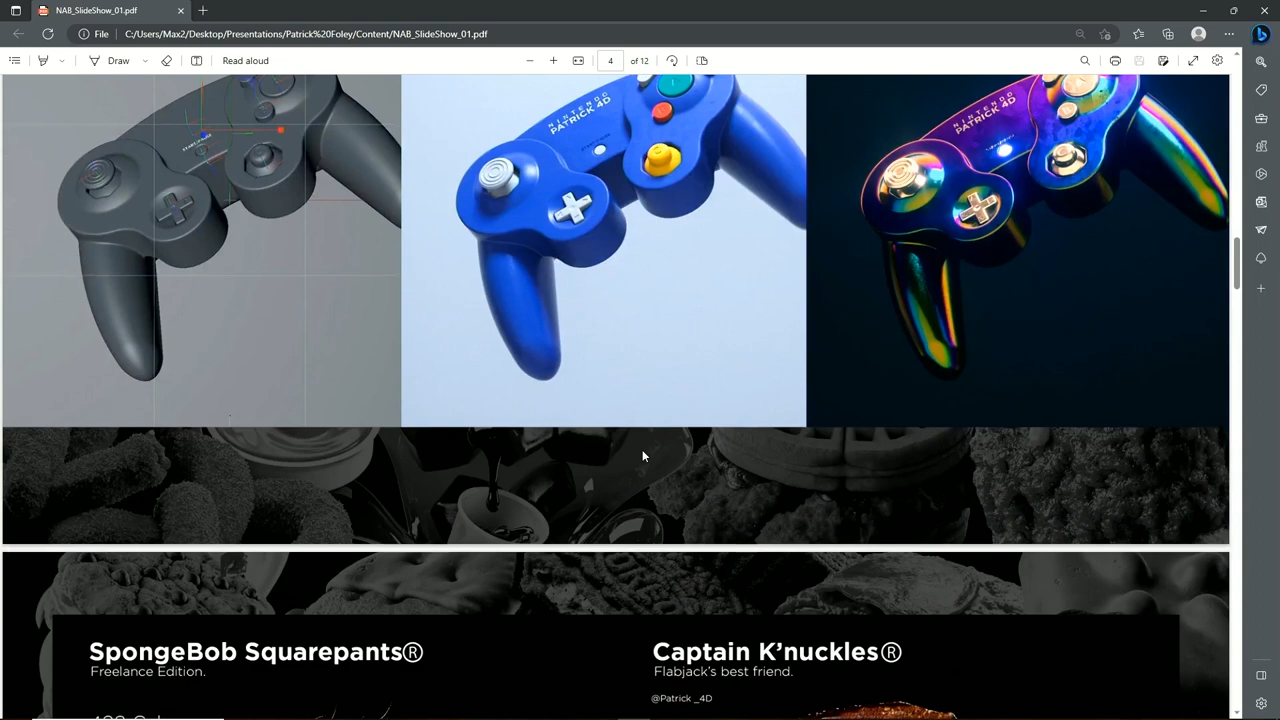 NAB_SlideShow_01.pdf
File
C:/Users/Max2/Desktop/Presentations/Patrick%20Foley/Content/NAB_SlideShow_01.pdf
Draw
Read aloud
4
of 12
NINTENDO
PATRICK 4D
NINTENDO
PATRICK 4D
SpongeBob Squarepants®
Freelance Edition.
Captain K’nuckles®
Flabjack's best friend.
@Patrick _4D